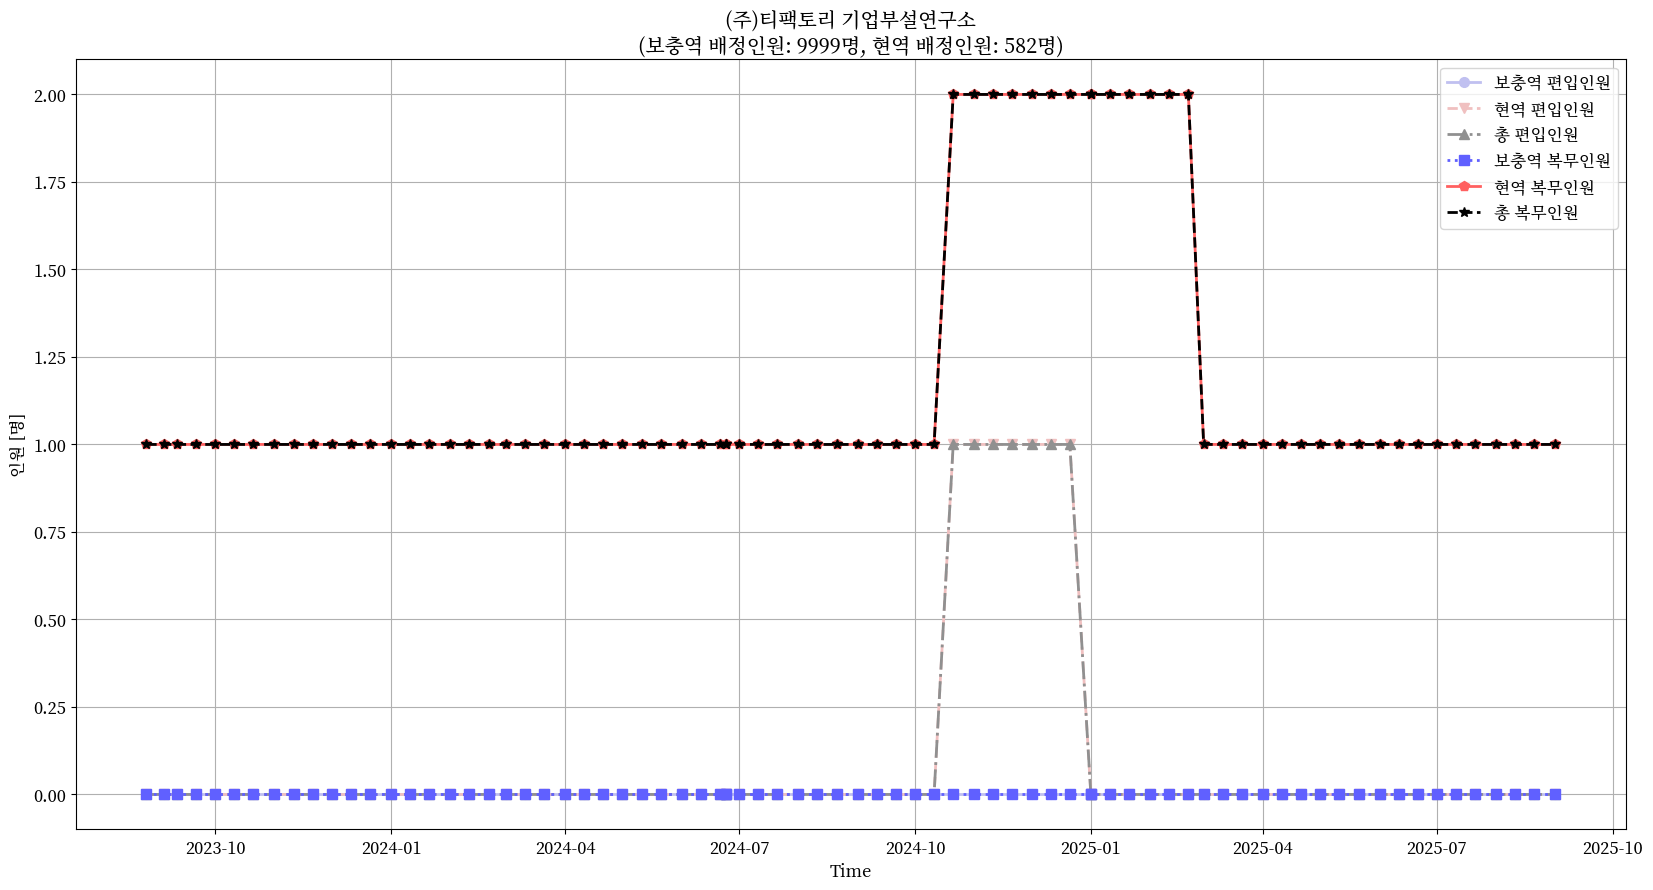 (주)티팩토리 기업부설연구소
(보충역 배정인원: 9999명, 현역 배정인원: 582명)
2.00
1.75
1.50
1.25
1.00
0.75
0.50
0.25
0.00
인원 [명]
보충역 편입인원
현역 편입인원
총 편입인원
보충역 복무인원
현역 복무인원
총 복무인원
2023-10
2024-01
2024-04
2024-07
2024-10
2025-01
2025-04
2025-07
2025-10
Time